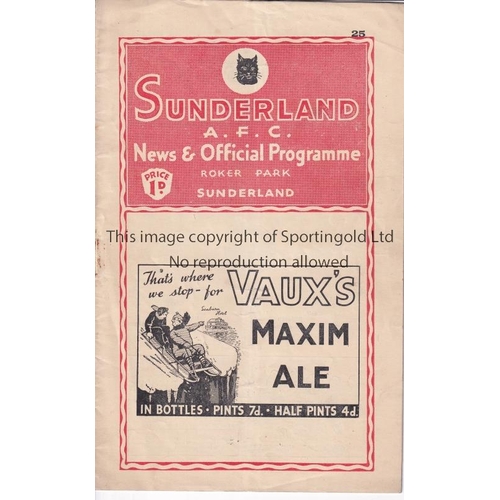 25
SUNDERLAND
A.F.C.
News & Official Programme
ROKER PARK
SUNDERLAND
PRICE
1D.
This image copyright of Sportingold Ltd
No reproduction allowed
That's where
we stop - for
VAUX'S
MAXIM
ALE
IN BOTTLES · PINTS 7d. · HALF PINTS 4d.